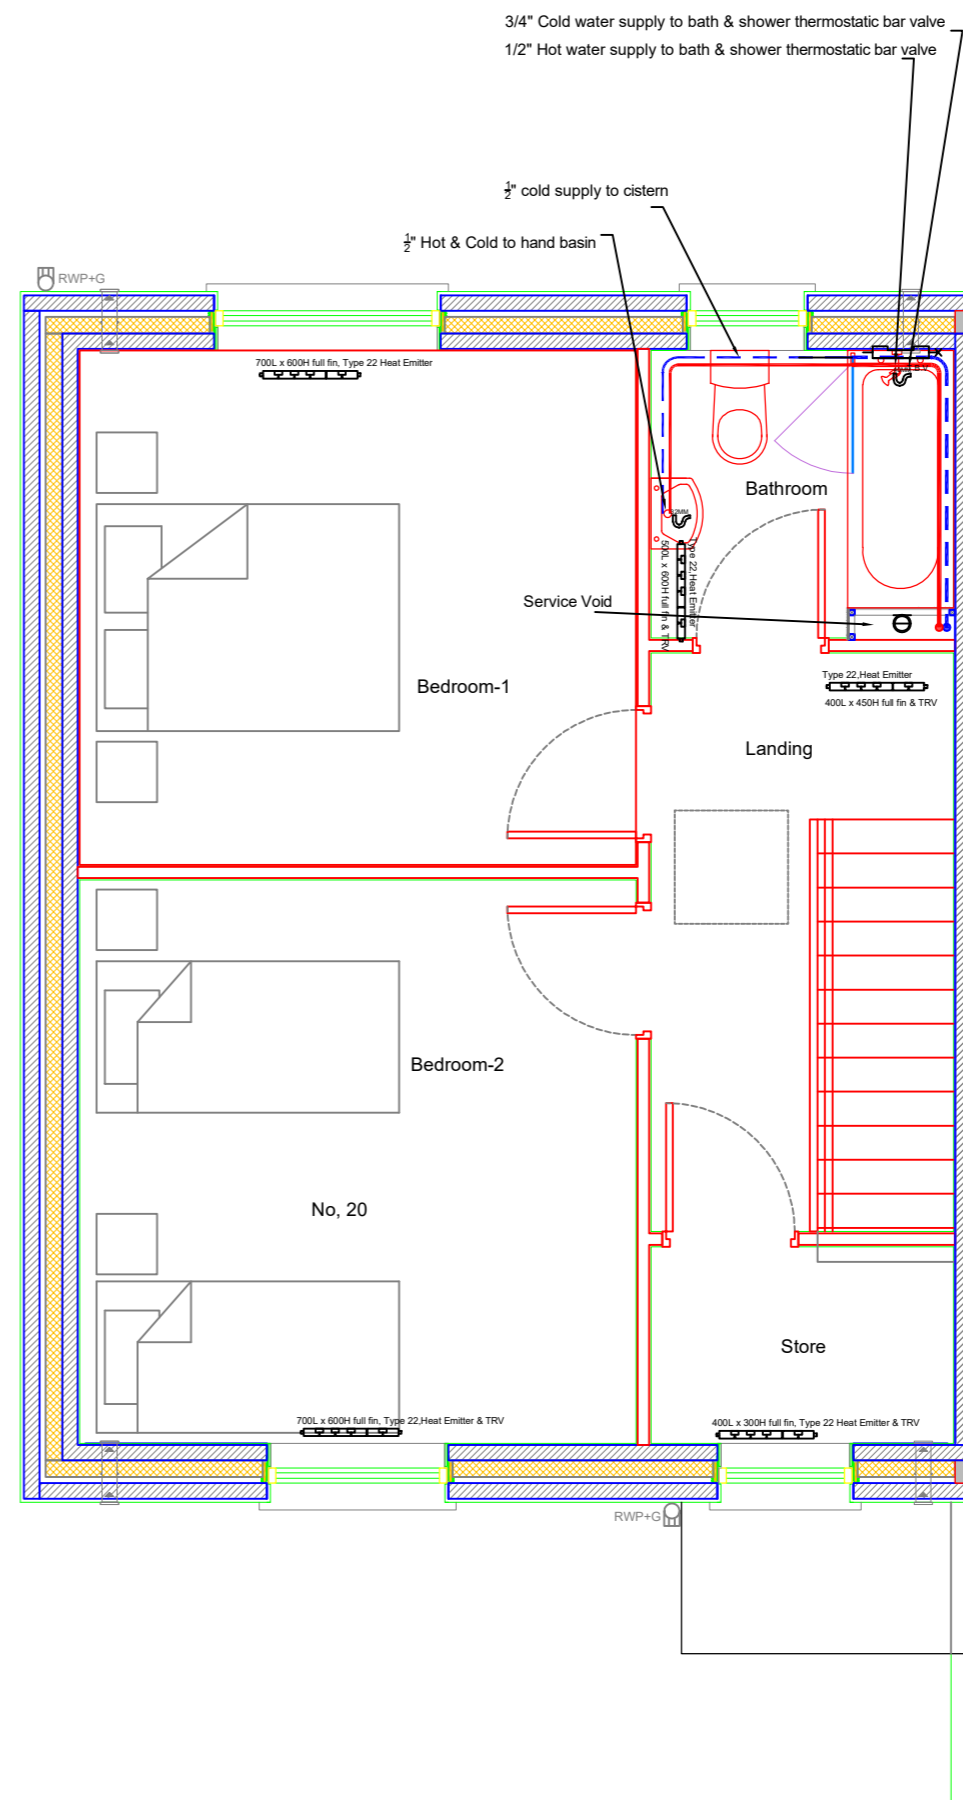 3/4" Cold water supply to bath & shower thermostatic bar valve
1/2" Hot water supply to bath & shower thermostatic bar valve
½" cold supply to cistern
½" Hot & Cold to hand basin
RWP+G
700L x 600H full fin, Type 22 Heat Emitter
Bathroom
32MM
Type 22,Heat Emitter
500L x 600H full fin & TRV
Service Void
Bedroom-1
Type 22,Heat Emitter
400L x 450H full fin & TRV
Landing
Bedroom-2
No, 20
Store
700L x 600H full fin, Type 22,Heat Emitter & TRV
400L x 300H full fin, Type 22 Heat Emitter & TRV
RWP+G